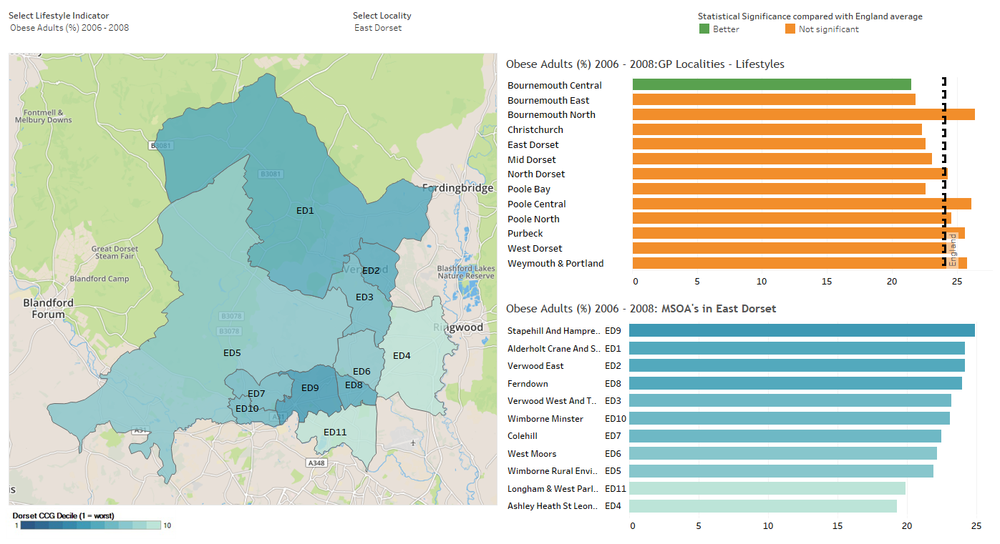 Select Lifestyle Indicator
Obese Adults (%) 2006 - 2008
Select Locality
East Dorset
Statistical Significance compared with England average
Better
Not significant
Fontmell &
Melbury Downs
B3081
B3081
Fordingbridge
ED1
Great Dorset
Steam Fair
Blandford Camp
Blandford
Forum
ED2
ED3
Blashford Lakes
Nature Reserve
B3078
B3078
Ringwood
ED5
ED4
ED6
ED7
ED9
ED8
ED10
A31
A31
ED11
A348
is
Dorset CCG Decile (1 = worst)
1
10
Obese Adults (%) 2006 - 2008:GP Localities - Lifestyles
Bournemouth Central
Bournemouth East
Bournemouth North
Christchurch
East Dorset
Mid Dorset
North Dorset
Poole Bay
Poole Central
Poole North
Purbeck
West Dorset
Weymouth & Portland
England
0 5 10 15 20 25
Obese Adults (%) 2006 - 2008: MSOA's in East Dorset
Stapehill And Hampre.. ED9
Alderholt Crane And S.. ED1
Verwood East ED2
Ferndown ED8
Verwood West And T.. ED3
Wimborne Minster ED10
Colehill ED7
West Moors ED6
Wimborne Rural Envi.. ED5
Longham & West Parl.. ED11
Ashley Heath St Leon.. ED4
0 5 10 15 20 25